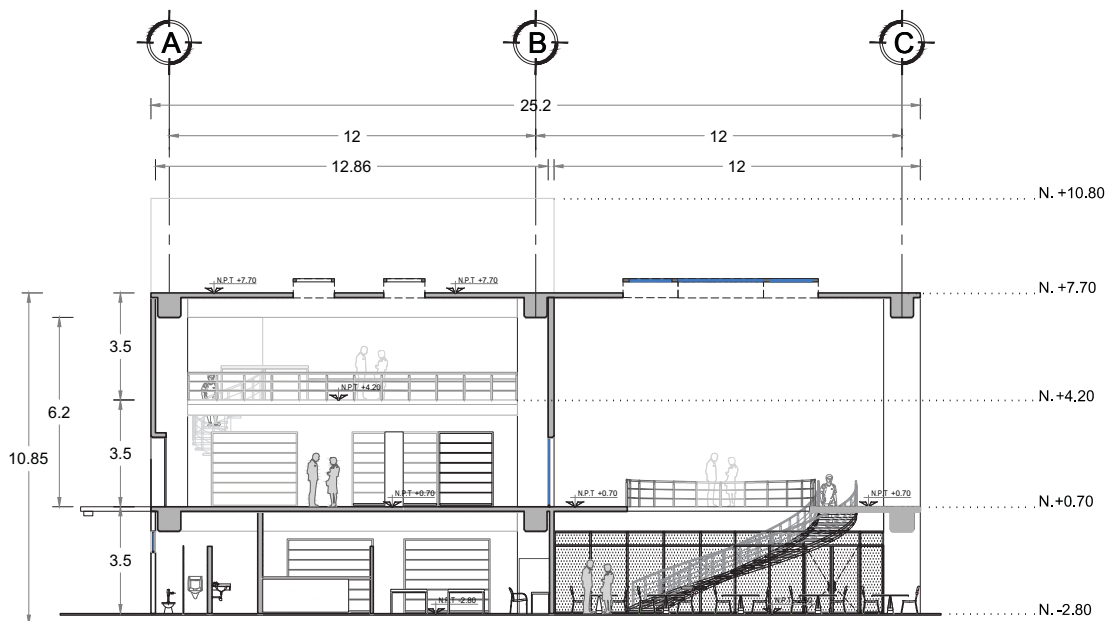 A B C
25.2
12 12
12.86 12
N. +10.80
N.P.T +7.70 N.P.T +7.70
N. +7.70
3.5
N.P.T +4.20
N. +4.20
6.2
10.85
3.5
N.P.T +0.70 N.P.T +0.70 N.P.T +0.70
N. +0.70
3.5
N.P.T -2.80
N. -2.80